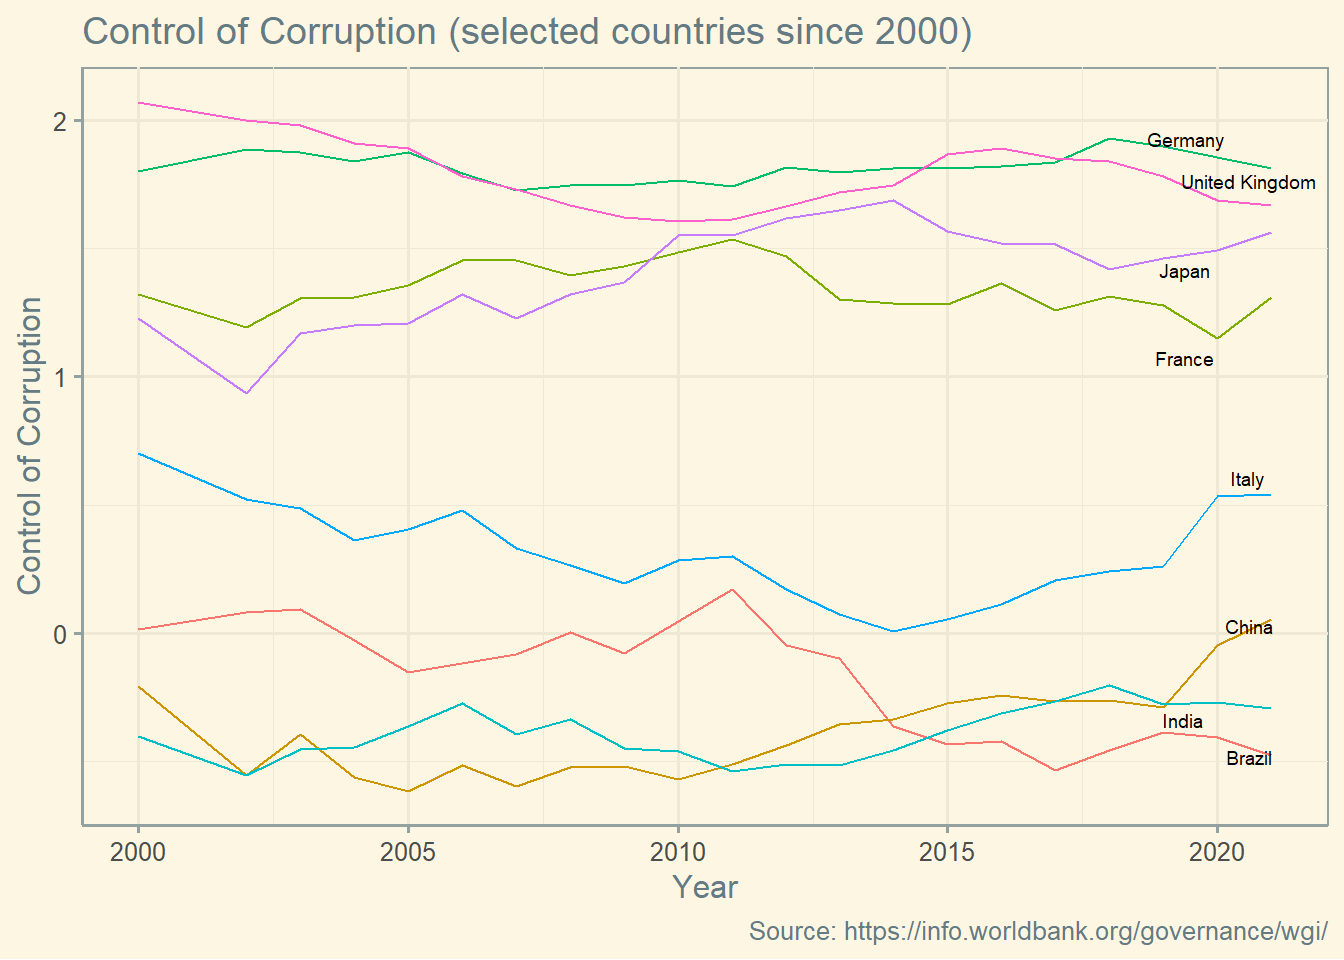 Control of Corruption (selected countries since 2000)
Control of Corruption
2
1
0
Germany
United Kingdom
Japan
France
Italy
China
India
Brazil
2000 2005 2010 2015 2020
Year
Source: https://info.worldbank.org/governance/wgi/